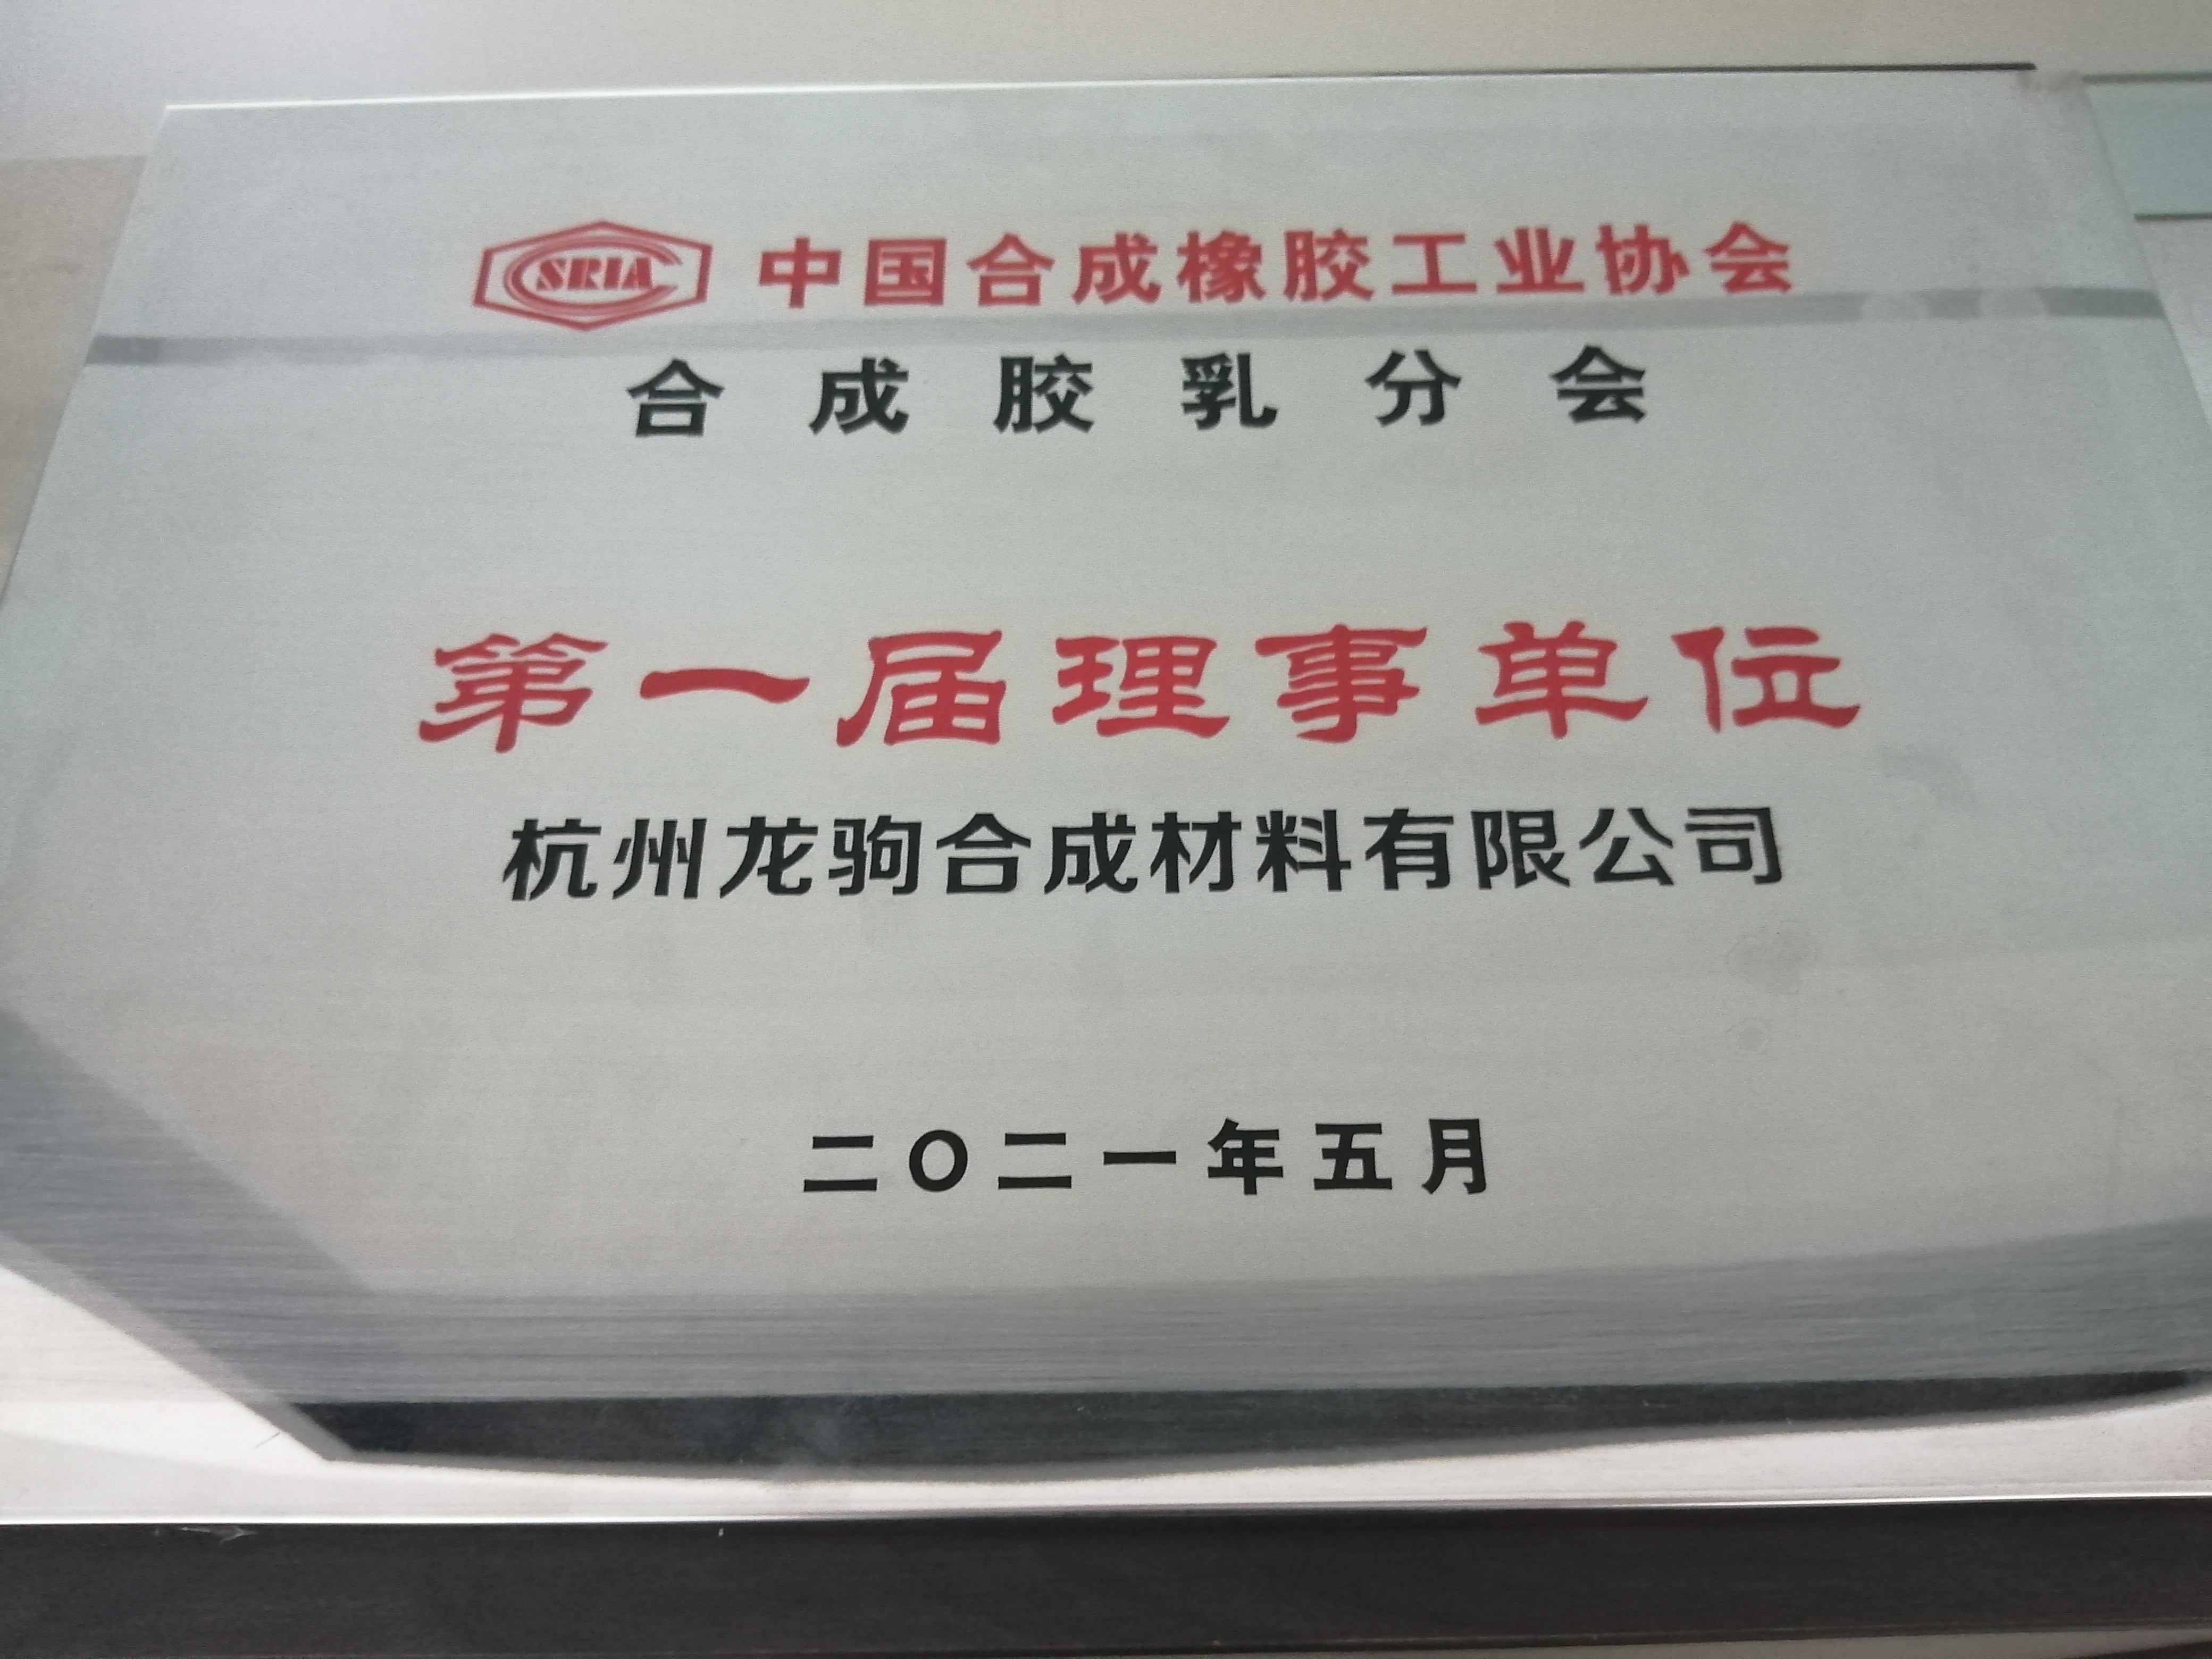 SRIA 中国合成橡胶工业协会
合成胶乳分会
第一届理事单位
杭州龙驹合成材料有限公司
二〇二一年五月